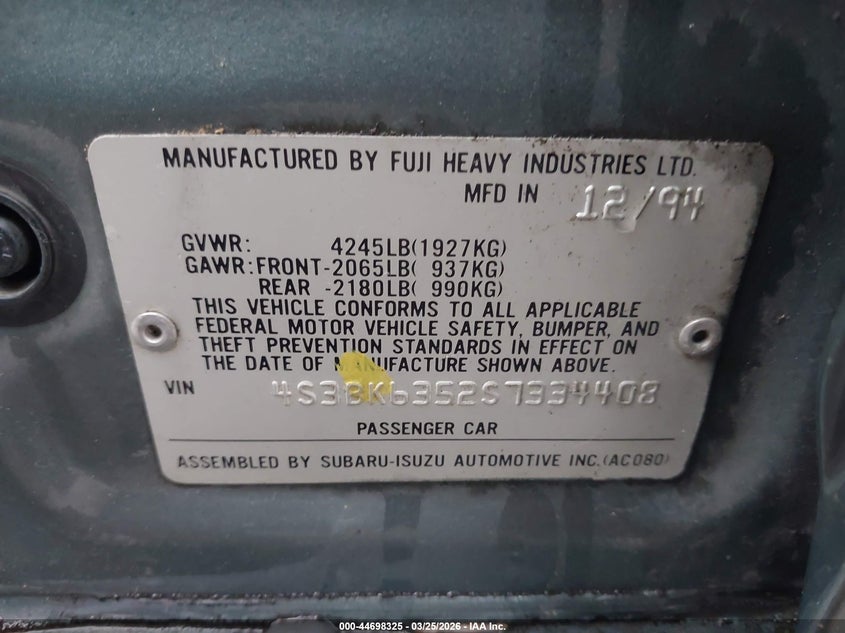 MANUFACTURED BY FUJI HEAVY INDUSTRIES LTD.
MFD IN 12/94
GVWR: 4245LB(1927KG)
GAWR:FRONT-2065LB( 937KG)
REAR -2180LB( 990KG)
THIS VEHICLE CONFORMS TO ALL APPLICABLE
FEDERAL MOTOR VEHICLE SAFETY, BUMPER, AND
THEFT PREVENTION STANDARDS IN EFFECT ON
THE DATE OF MANUFACTURE SHOWN ABOVE.
VIN 4S3BK6352S7334408
PASSENGER CAR
ASSEMBLED BY SUBARU-ISUZU AUTOMOTIVE INC.(AC080)
000-44698325 - 03/25/2026 - IAA Inc.